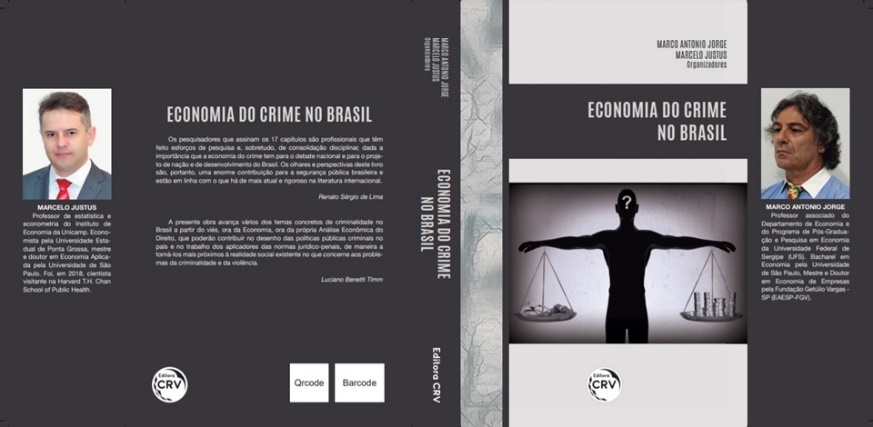 MARCELO JUSTUS
Professor de estatística e
econometria do Instituto de
Economia da Unicamp. Econo-
mista pela Universidade Esta-
dual de Ponta Grossa, mestre
e doutor em Economia Aplica-
da pela Universidade de São
Paulo. Foi, em 2018, cientista
visitante na Harvard T.H. Chan
School of Public Health.
ECONOMIA DO CRIME NO BRASIL
Os pesquisadores que assinam os 17 capítulos são profissionais que têm
feito esforços de pesquisa e, sobretudo, de consolidação disciplinar, dada a
importância que a economia do crime tem para o debate nacional e para o proje-
to de nação e de desenvolvimento do Brasil. Os olhares e perspectivas deste livro
são, portanto, uma enorme contribuição para a segurança pública brasileira e
estão em linha com o que há de mais atual e rigoroso na literatura internacional.
Renato Sérgio de Lima
A presente obra avança vários dos temas concretos de criminalidade no
Brasil a partir do viés, ora da Economia, ora da própria Análise Econômica do
Direito, que poderão contribuir no desenho das políticas públicas criminais no
país e no trabalho dos aplicadores das normas jurídico-penais, de maneira a
torná-los mais próximos à realidade social existente no que concerne aos proble-
mas da criminalidade e da violência.
Luciano Benetti Timm
Editora
CRV
Qrcode
Barcode
MARCO ANTONIO JORGE
MARCELO JUSTUS
Organizadores
ECONOMIA DO CRIME
NO BRASIL
Editora CRV
MARCO ANTONIO JORGE
MARCELO JUSTUS
Organizadores
ECONOMIA DO CRIME
NO BRASIL
?
Editora
CRV
MARCO ANTONIO JORGE
Professor associado do
Departamento de Economia e
do Programa de Pós-Gradua-
ção e Pesquisa em Economia
da Universidade Federal de
Sergipe (UFS). Bacharel em
Economia pela Universidade
de São Paulo, Mestre e Doutor
em Economia de Empresas
pela Fundação Getúlio Vargas -
SP (EAESP-FGV).